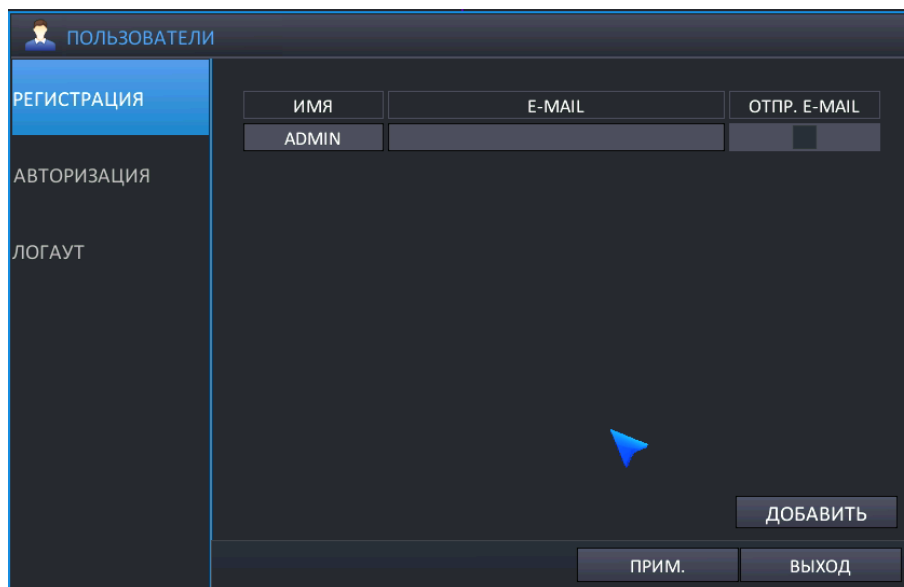 ПОЛЬЗОВАТЕЛИ
РЕГИСТРАЦИЯ
АВТОРИЗАЦИЯ
ЛОГАУТ
ИМЯ E-MAIL ОТПР. E-MAIL
ADMIN
ДОБАВИТЬ
ПРИМ. ВЫХОД